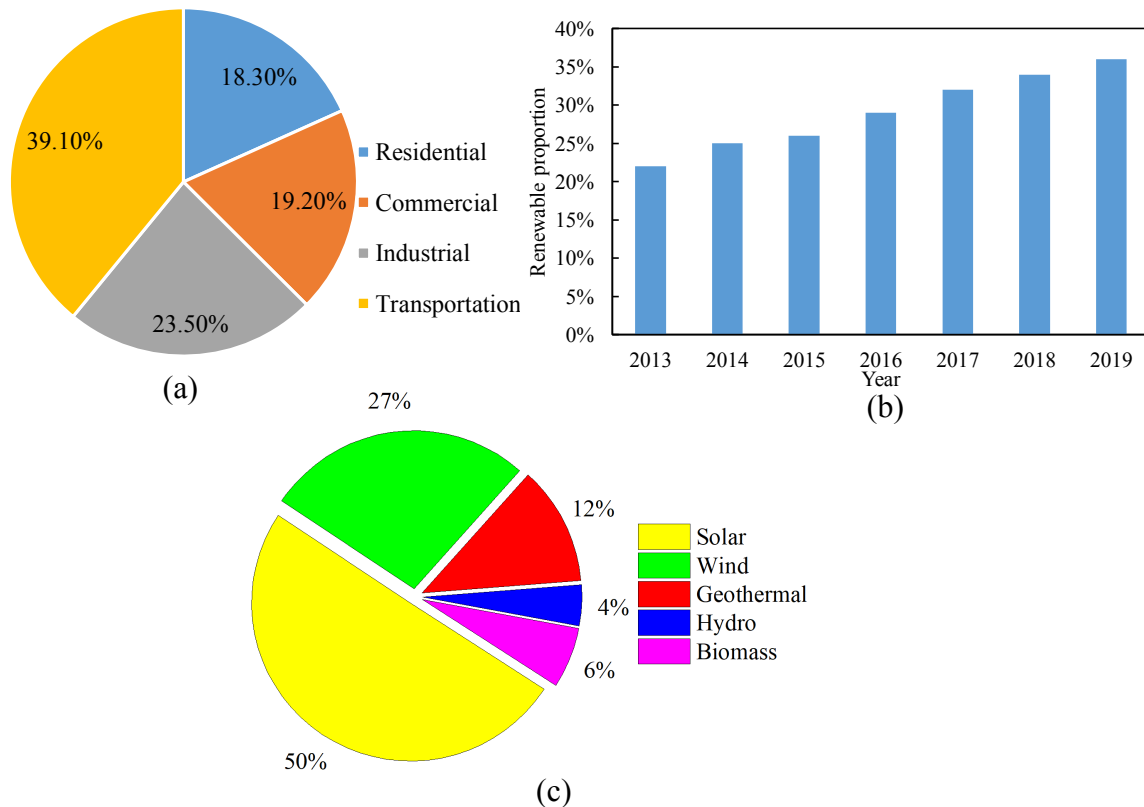 18.30%
19.20%
23.50%
39.10%
Residential
Commercial
Industrial
Transportation
(a)
40%
35%
30%
25%
20%
15%
10%
5%
0%
Renewable proportion
2013 2014 2015 2016 2017 2018 2019
Year
(b)
27%
12%
4%
6%
50%
Solar
Wind
Geothermal
Hydro
Biomass
(c)